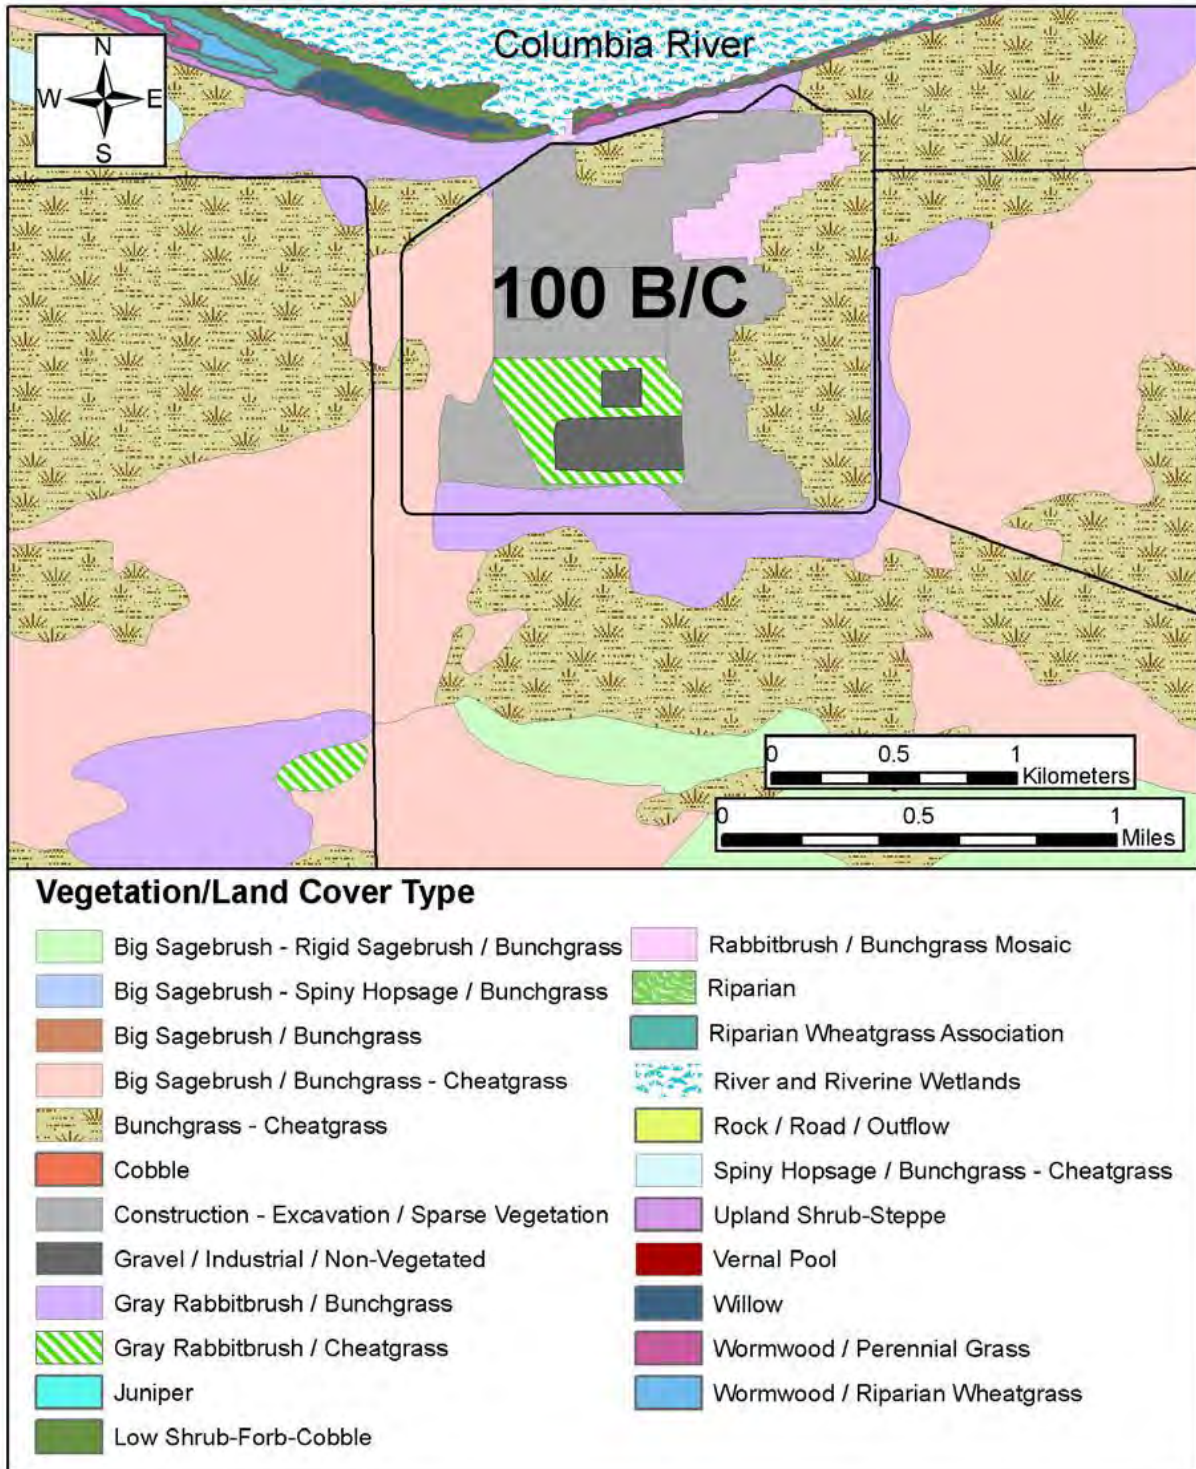 Columbia River
N
W E
S
100 B/C
0 0.5 1
Kilometers
0 0.5 1
Miles
Vegetation/Land Cover Type
Big Sagebrush - Rigid Sagebrush / Bunchgrass
Big Sagebrush - Spiny Hopsage / Bunchgrass
Big Sagebrush / Bunchgrass
Big Sagebrush / Bunchgrass - Cheatgrass
Bunchgrass - Cheatgrass
Cobble
Construction - Excavation / Sparse Vegetation
Gravel / Industrial / Non-Vegetated
Gray Rabbitbrush / Bunchgrass
Gray Rabbitbrush / Cheatgrass
Juniper
Low Shrub-Forb-Cobble
Rabbitbrush / Bunchgrass Mosaic
Riparian
Riparian Wheatgrass Association
River and Riverine Wetlands
Rock / Road / Outflow
Spiny Hopsage / Bunchgrass - Cheatgrass
Upland Shrub-Steppe
Vernal Pool
Willow
Wormwood / Perennial Grass
Wormwood / Riparian Wheatgrass